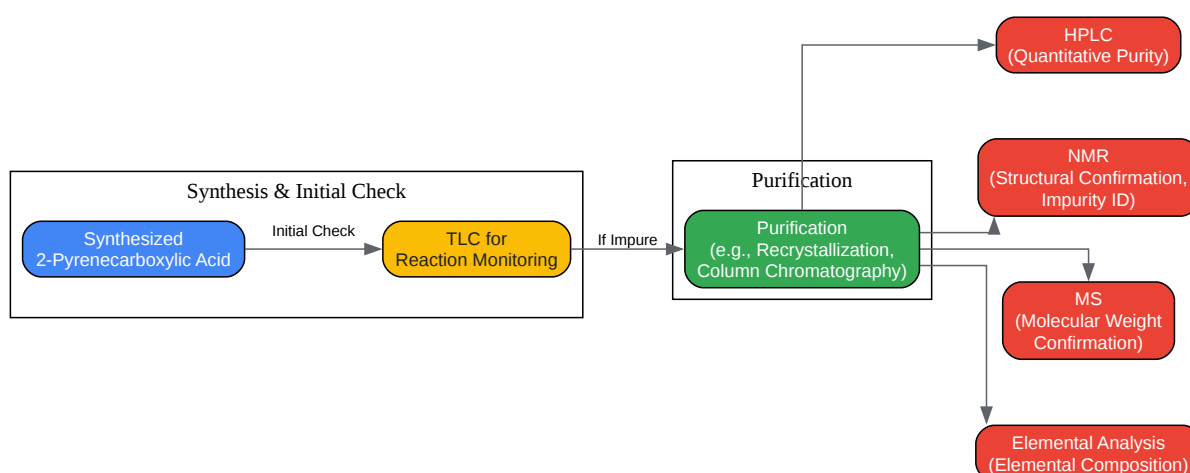 HPLC
(Quantitative Purity)
Synthesis & Initial Check
Synthesized
2-Pyrenecarboxylic Acid
Initial Check
TLC for
Reaction Monitoring
If Impure
Purification
Purification
(e.g., Recrystallization,
Column Chromatography)
NMR
(Structural Confirmation,
Impurity ID)
MS
(Molecular Weight
Confirmation)
Elemental Analysis
(Elemental Composition)